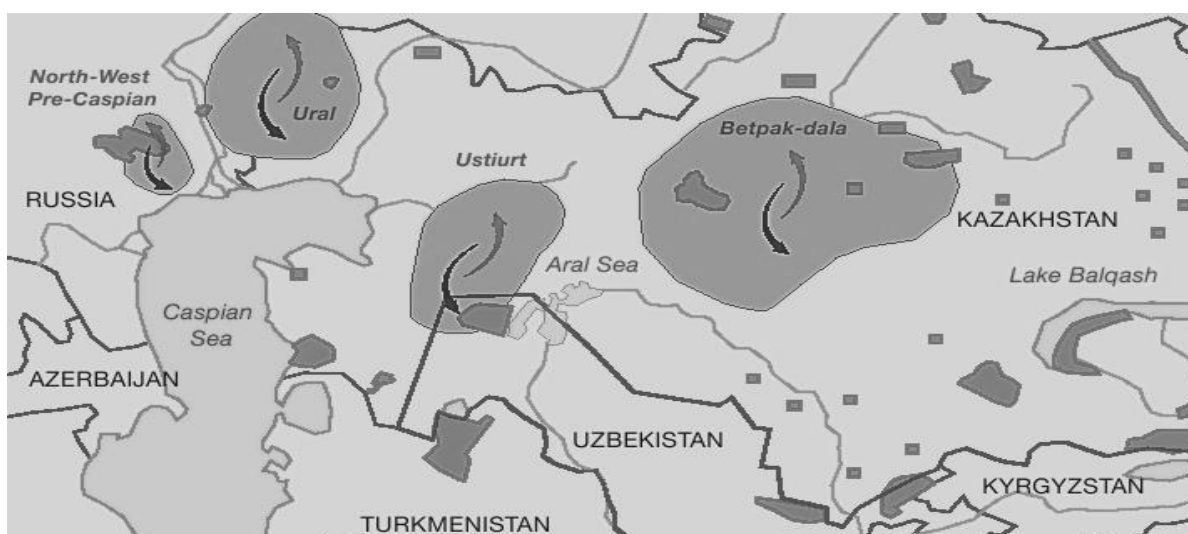 North-West
Pre-Caspian
Ural
Betpak-dala
Ustiurt
RUSSIA
KAZAKHSTAN
Aral Sea
Lake Balqash
Caspian
Sea
AZERBAIJAN
UZBEKISTAN
KYRGYZSTAN
TURKMENISTAN